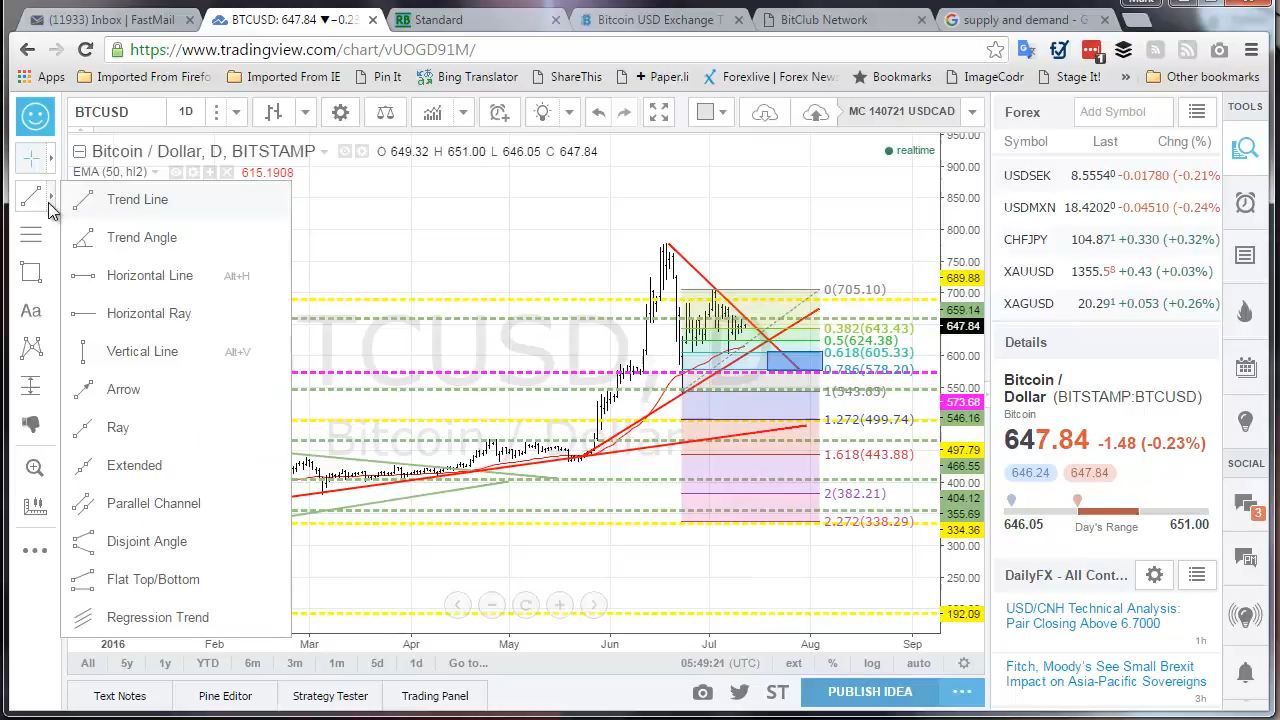 (11933) Inbox | FastMail
BTCUSD: 647.84 ▼−0.23
Standard
Bitcoin USD Exchange T
BitClub Network
supply and demand - G
Mark
https://www.tradingview.com/chart/vUOGD91M/
1
Apps
Imported From Firefo
Imported From IE
Pin It
Bing Translator
ShareThis
+ Paper.li
Forexlive | Forex New
Bookmarks
ImageCodr
Stage It!
»
Other bookmarks
BTCUSD
1D
MC 140721 USDCAD
Forex
Add Symbol
TOOLS
Bitcoin / Dollar, D, BITSTAMP
O 649.32 H 651.00 L 646.05 C 647.84
realtime
EMA (50, hl2)
615.1908
Symbol
Last
Chng (%)
USDSEK 8.55540 -0.01780 (-0.21%
USDMXN 18.42020 -0.04510 (-0.24%
CHFJPY 104.871 +0.330 (+0.32%)
XAUUSD 1355.58 +0.43 (+0.03%)
XAGUSD 20.291 +0.053 (+0.26%)
Trend Line
Trend Angle
Horizontal Line Alt+H
Horizontal Ray
Vertical Line Alt+V
Arrow
Ray
Extended
Parallel Channel
Disjoint Angle
Flat Top/Bottom
Regression Trend
Aa
TCUSD, D
Bitcoin / Dollar
0(705.10)
0.382(643.43)
0.5(624.38)
0.618(605.33)
0.786(578.20)
1(543.65)
1.272(499.74)
1.618(443.88)
2(382.21)
2.272(338.29)
950.00
900.00
850.00
800.00
750.00
689.88
700.00
659.14
647.84
600.00
550.00
573.68
546.16
497.79
466.55
400.00
404.12
355.69
334.36
300.00
250.00
192.09
Details
Bitcoin /
Dollar (BITSTAMP:BTCUSD)
Bitcoin
647.84 -1.48 (-0.23%)
646.24
647.84
646.05
Day's Range
651.00
SOCIAL
3
DailyFX - All Cont...
USD/CNH Technical Analysis:
Pair Closing Above 6.7000
1h
Fitch, Moody's See Small Brexit
Impact on Asia-Pacific Sovereigns
3h
2016
Feb
Mar
Apr
May
Jun
Jul
Aug
Sep
All
5y
1y
YTD
6m
3m
1m
5d
1d
Go to...
05:49:21 (UTC)
ext
%
log
auto
Text Notes
Pine Editor
Strategy Tester
Trading Panel
ST
PUBLISH IDEA